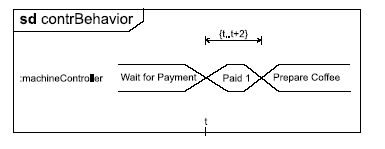 sd contrBehavior
{t..t+2}
:machineController Wait for Payment Paid 1 Prepare Coffee
t